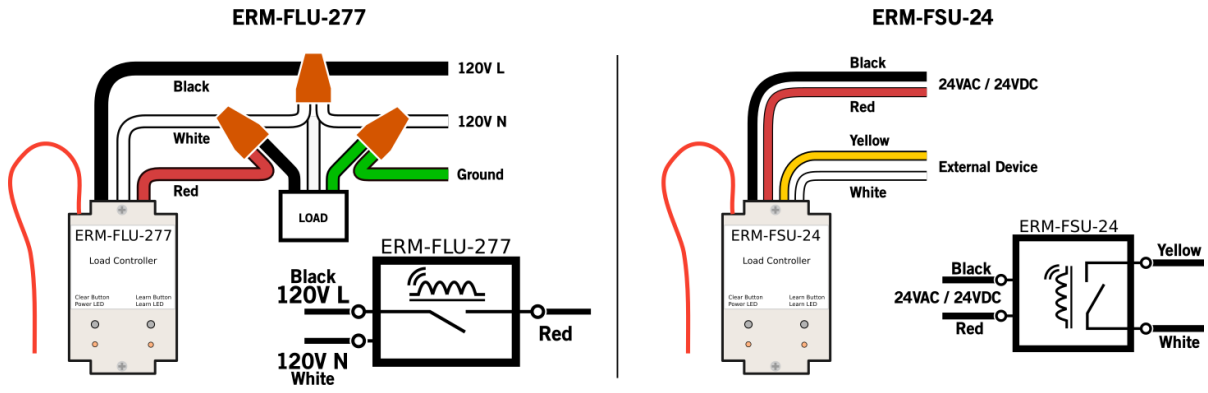 ERM-FLU-277
Black
120V L
White
120V N
Red
Ground
LOAD
ERM-FLU-277
Load Controller
Clear Button
Power LED
Learn Button
Learn LED
ERM-FLU-277
Black
120V L
120V N
White
Red
ERM-FSU-24
Black
24VAC / 24VDC
Red
Yellow
External Device
White
ERM-FSU-24
Load Controller
Clear Button
Power LED
Learn Button
Learn LED
ERM-FSU-24
Black
24VAC / 24VDC
Red
Yellow
White